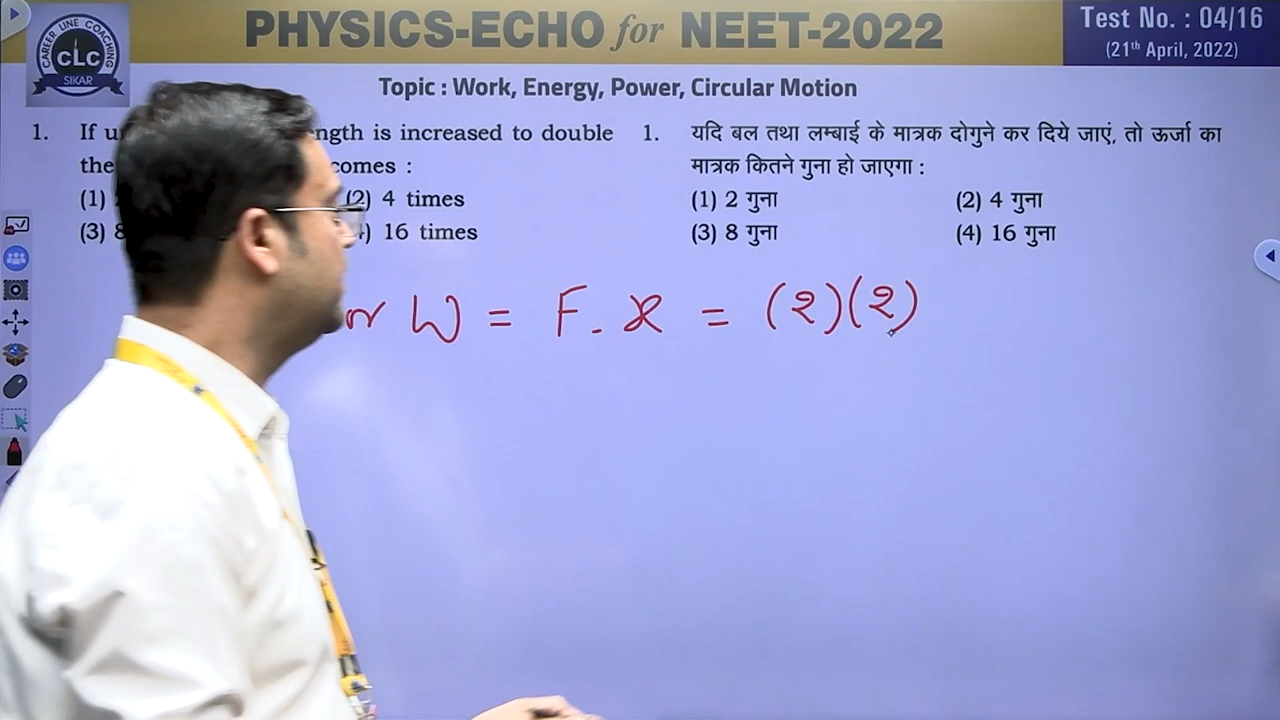 PHYSICS-ECHO for NEET-2022
Test No. : 04/16
(21th April, 2022)
CAREER LINE COACHING
CLC
SIKAR
Topic : Work, Energy, Power, Circular Motion
1. If ngth is increased to double
the comes :
(1) (2) 4 times
(3) 8 16 times
1. यदि बल तथा लम्बाई के मात्रक दोगुने कर दिये जाएं, तो ऊर्जा का
मात्रक कितने गुना हो जाएगा :
(1) 2 गुना (2) 4 गुना
(3) 8 गुना (4) 16 गुना
W = F . x = (2)(2)